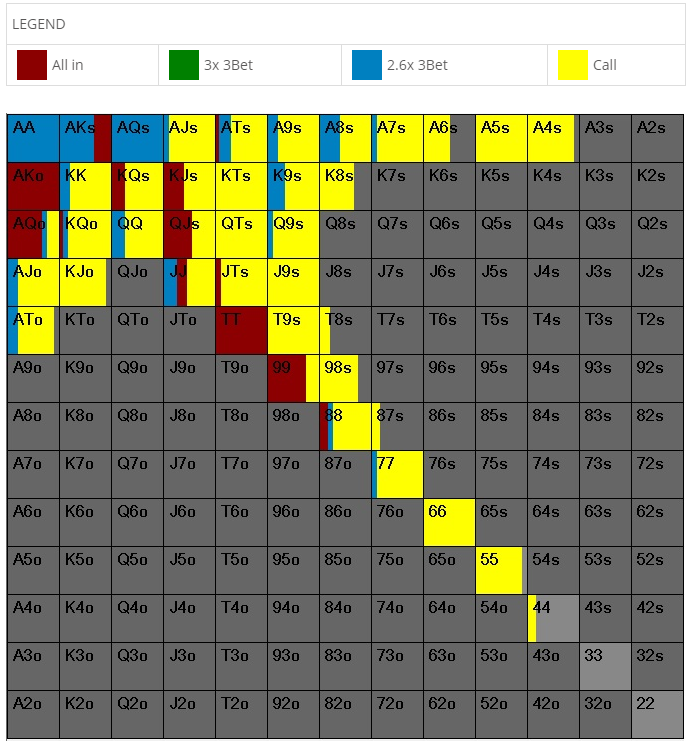 LEGEND
All in 3x 3Bet 2.6x 3Bet Call
AA AKs AQs AJs ATs A9s A8s A7s A6s A5s A4s A3s A2s
AKo KK KQs KJs KTs K9s K8s K7s K6s K5s K4s K3s K2s
AQo KQo QQ QJs QTs Q9s Q8s Q7s Q6s Q5s Q4s Q3s Q2s
AJo KJo QJo JJ JTs J9s J8s J7s J6s J5s J4s J3s J2s
ATo KTo QTo JTo TT T9s T8s T7s T6s T5s T4s T3s T2s
A9o K9o Q9o J9o T9o 99 98s 97s 96s 95s 94s 93s 92s
A8o K8o Q8o J8o T8o 98o 88 87s 86s 85s 84s 83s 82s
A7o K7o Q7o J7o T7o 97o 87o 77 76s 75s 74s 73s 72s
A6o K6o Q6o J6o T6o 96o 86o 76o 66 65s 64s 63s 62s
A5o K5o Q5o J5o T5o 95o 85o 75o 65o 55 54s 53s 52s
A4o K4o Q4o J4o T4o 94o 84o 74o 64o 54o 44 43s 42s
A3o K3o Q3o J3o T3o 93o 83o 73o 63o 53o 43o 33 32s
A2o K2o Q2o J2o T2o 92o 82o 72o 62o 52o 42o 32o 22